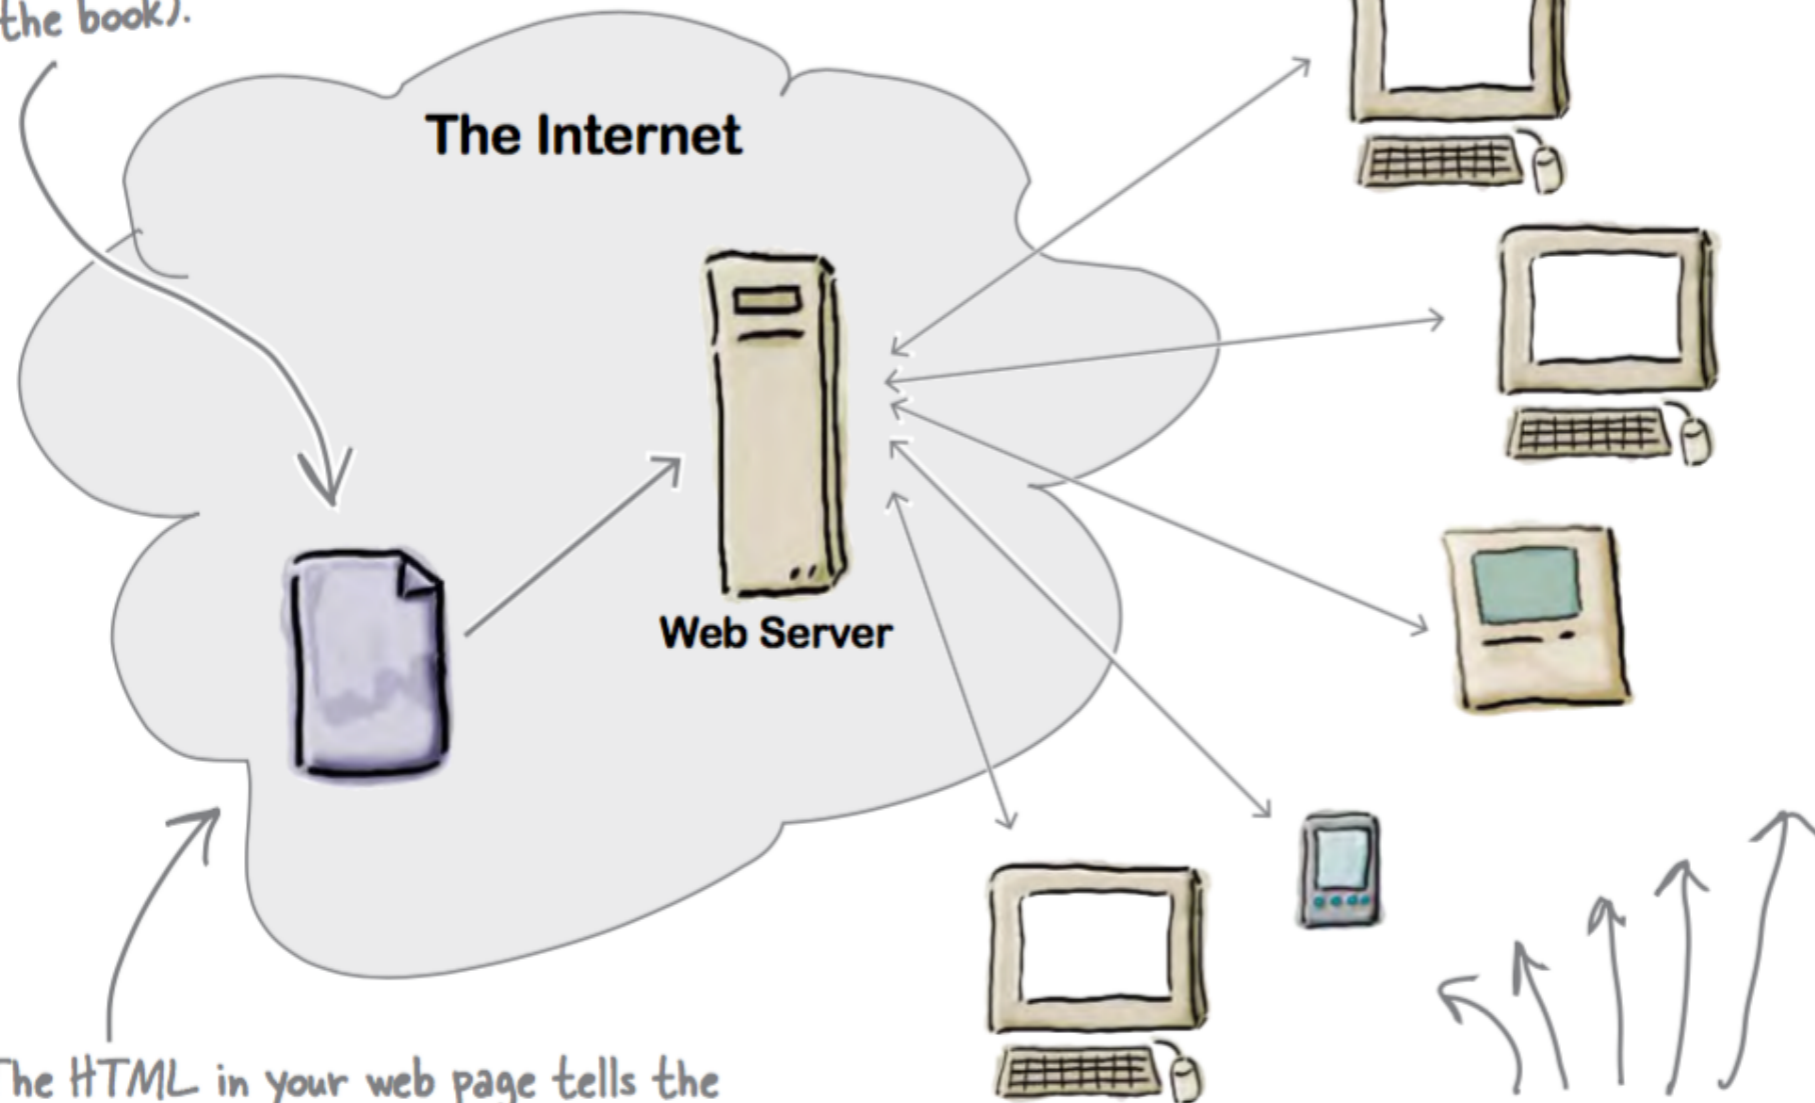 the book).
The Internet
Web Server
The HTML in your web page tells the